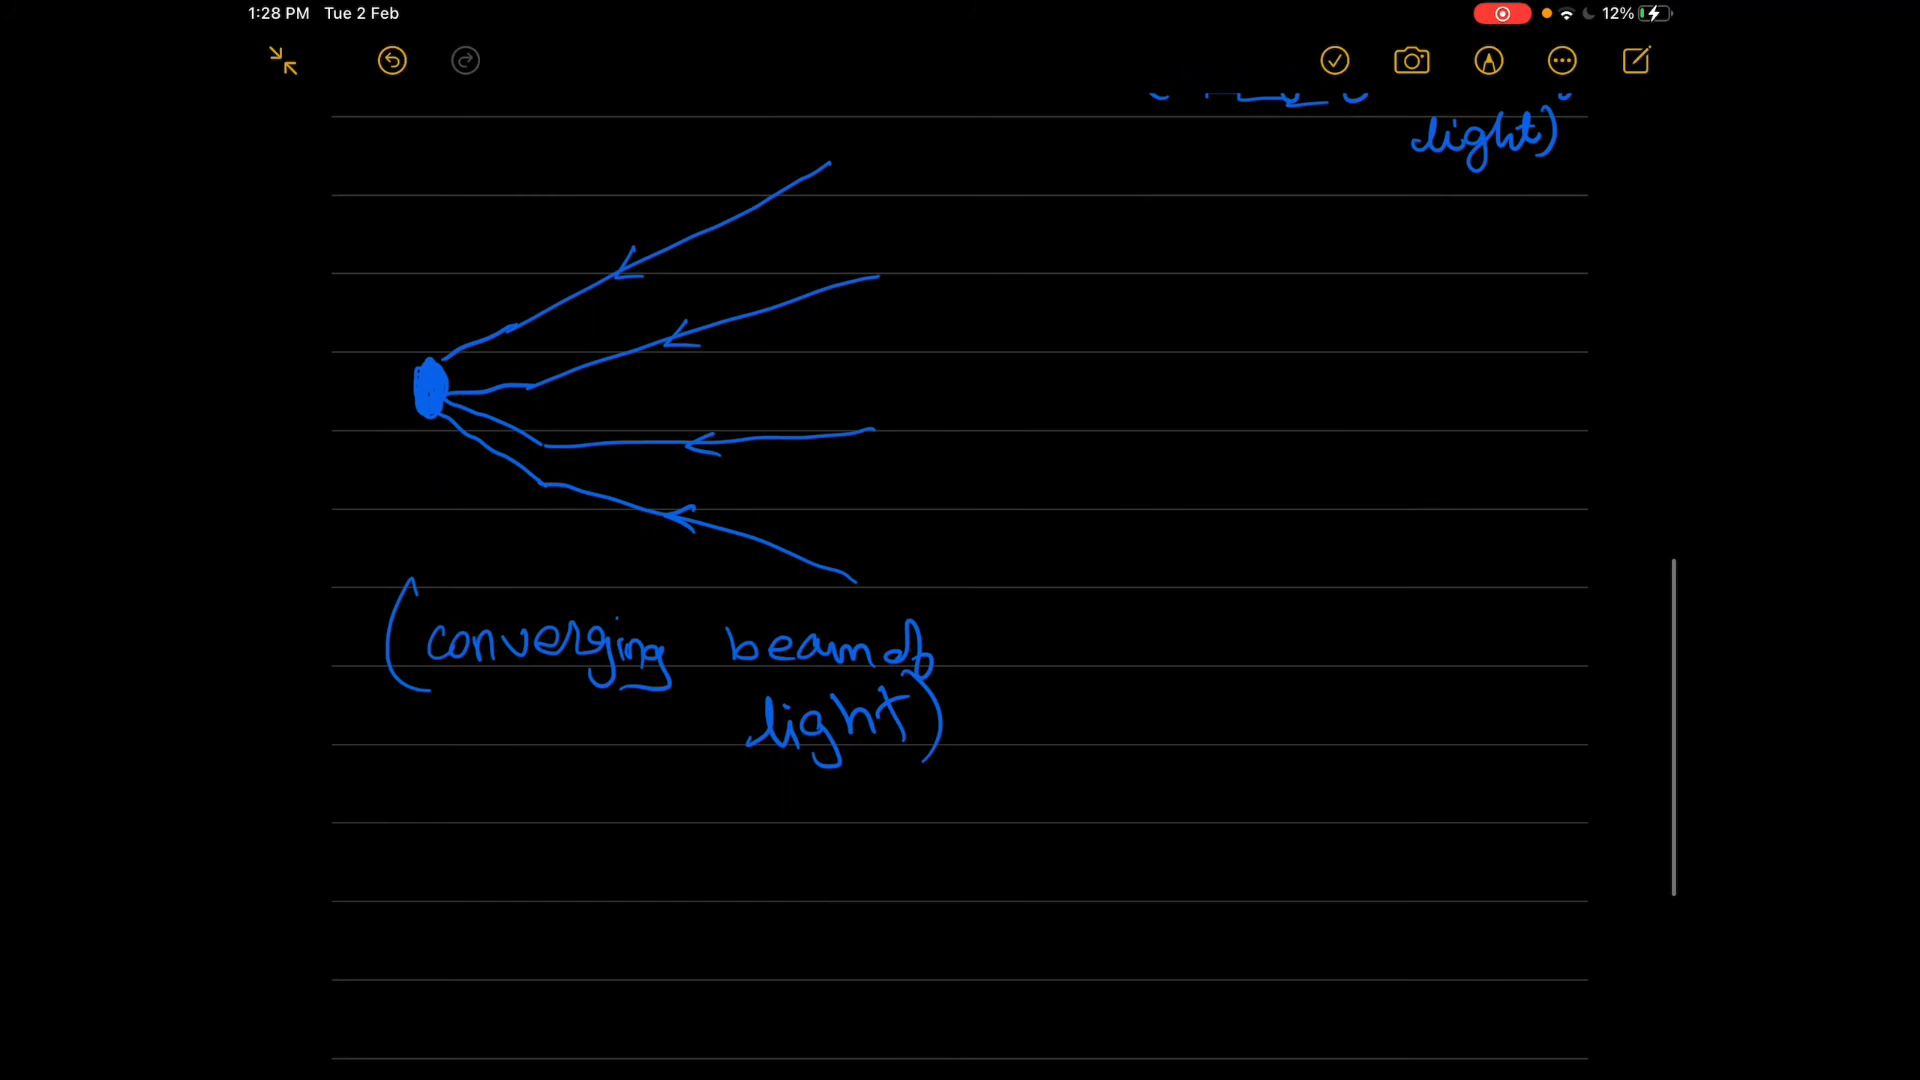 1:28 PM Tue 2 Feb
12%
light)
(converging beam of
light)